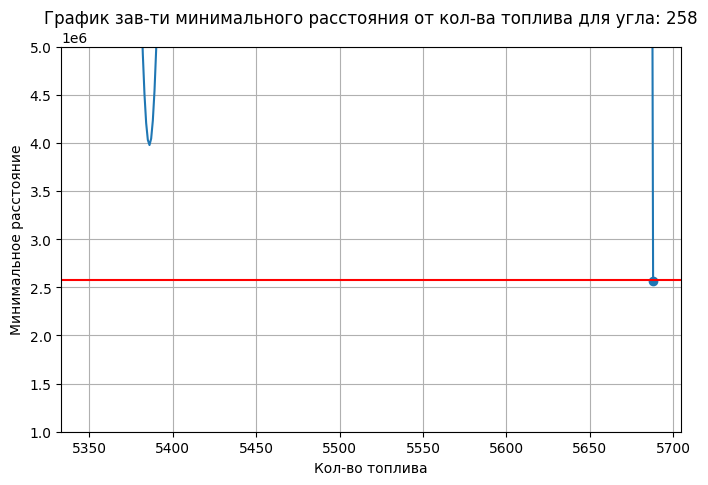 График зав-ти минимального расстояния от кол-ва топлива для угла: 258
1e6
5.0
4.5
4.0
3.5
3.0
2.5
2.0
1.5
1.0
Минимальное расстояние
5350 5400 5450 5500 5550 5600 5650 5700
Кол-во топлива